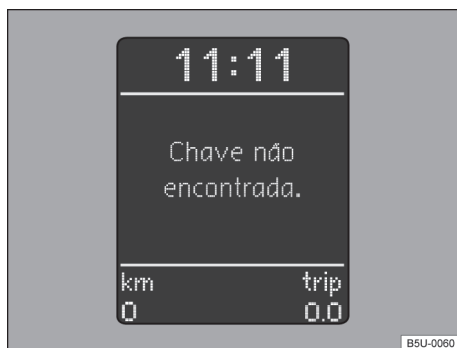 11:11
Chave não
encontrada.
km trip
0 0.0
B5U-0060